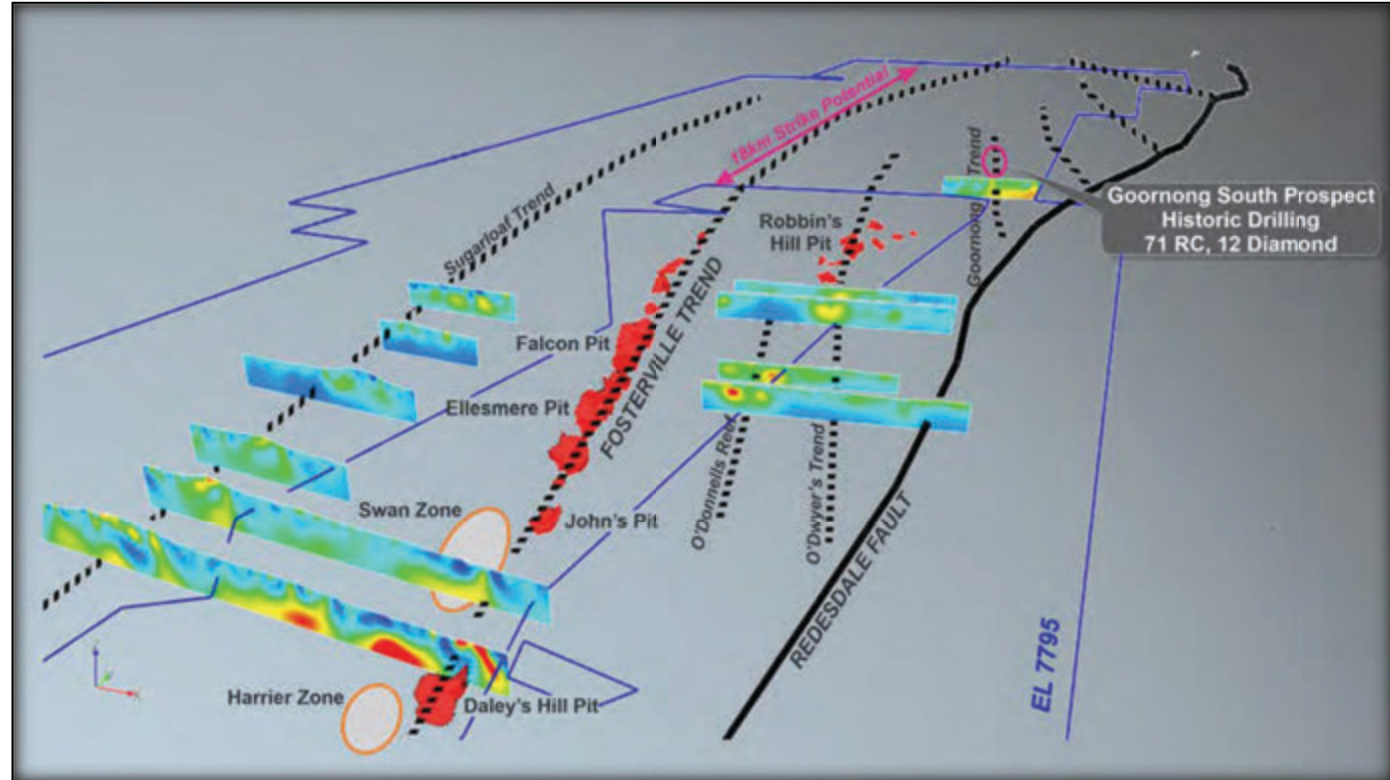 18km Strike Potential
Sugarloaf Trend
Goornong Trend
Robbin's
Hill Pit
Goornong South Prospect
Historic Drilling
71 RC, 12 Diamond
FOSTERVILLE TREND
Falcon Pit
Ellesmere Pit
O'Donnells Reef
O'Dwyer's Trend
Swan Zone
John's Pit
REDESDALE FAULT
EL 7795
Harrier Zone
Daley's Hill Pit